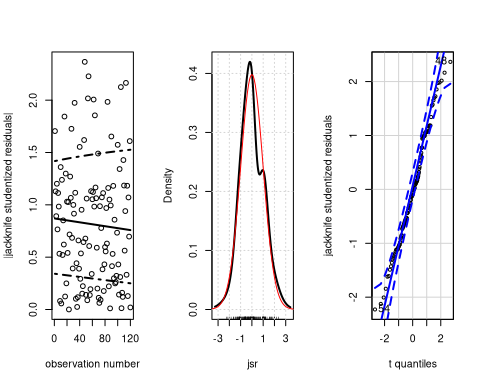 |jackknife studentized residuals|
0.0 0.5 1.0 1.5 2.0
0 40 80 120
observation number
Density
0.0 0.1 0.2 0.3 0.4
-3 -1 1 3
jsr
jackknife studentized residuals
-2 -1 0 1 2
-2 0 2
t quantiles